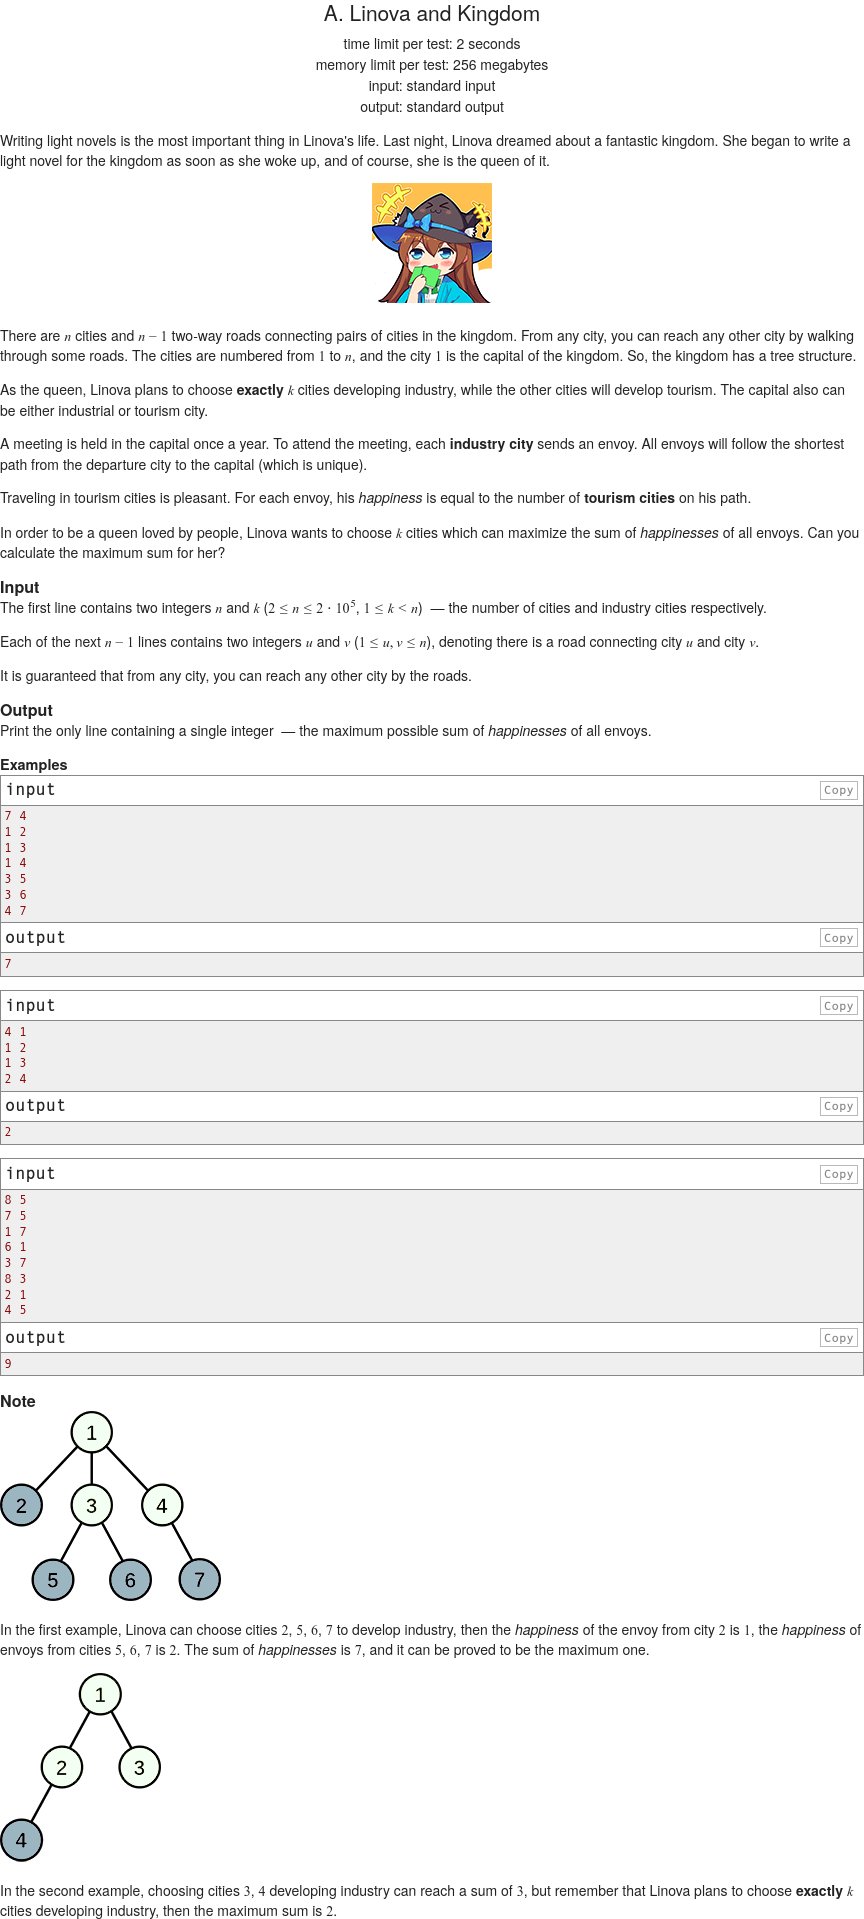 A. Linova and Kingdom
time limit per test: 2 seconds
memory limit per test: 256 megabytes
input: standard input
output: standard output
Writing light novels is the most important thing in Linova's life. Last night, Linova dreamed about a fantastic kingdom. She began to write a
light novel for the kingdom as soon as she woke up, and of course, she is the queen of it.
There are n cities and n − 1 two-way roads connecting pairs of cities in the kingdom. From any city, you can reach any other city by walking
through some roads. The cities are numbered from 1 to n, and the city 1 is the capital of the kingdom. So, the kingdom has a tree structure.
As the queen, Linova plans to choose exactly k cities developing industry, while the other cities will develop tourism. The capital also can
be either industrial or tourism city.
A meeting is held in the capital once a year. To attend the meeting, each industry city sends an envoy. All envoys will follow the shortest
path from the departure city to the capital (which is unique).
Traveling in tourism cities is pleasant. For each envoy, his happiness is equal to the number of tourism cities on his path.
In order to be a queen loved by people, Linova wants to choose k cities which can maximize the sum of happinesses of all envoys. Can you
calculate the maximum sum for her?
Input
The first line contains two integers n and k (2 ≤ n ≤ 2 · 10⁵, 1 ≤ k < n)  — the number of cities and industry cities respectively.
Each of the next n − 1 lines contains two integers u and v (1 ≤ u, v ≤ n), denoting there is a road connecting city u and city v.
It is guaranteed that from any city, you can reach any other city by the roads.
Output
Print the only line containing a single integer  — the maximum possible sum of happinesses of all envoys.
Examples
input Copy
7 4
1 2
1 3
1 4
3 5
3 6
4 7
output Copy
7
input Copy
4 1
1 2
1 3
2 4
output Copy
2
input Copy
8 5
7 5
1 7
6 1
3 7
8 3
2 1
4 5
output Copy
9
Note
1
2 3 4
5 6 7
In the first example, Linova can choose cities 2, 5, 6, 7 to develop industry, then the happiness of the envoy from city 2 is 1, the happiness of
envoys from cities 5, 6, 7 is 2. The sum of happinesses is 7, and it can be proved to be the maximum one.
1
2 3
4
In the second example, choosing cities 3, 4 developing industry can reach a sum of 3, but remember that Linova plans to choose exactly k
cities developing industry, then the maximum sum is 2.